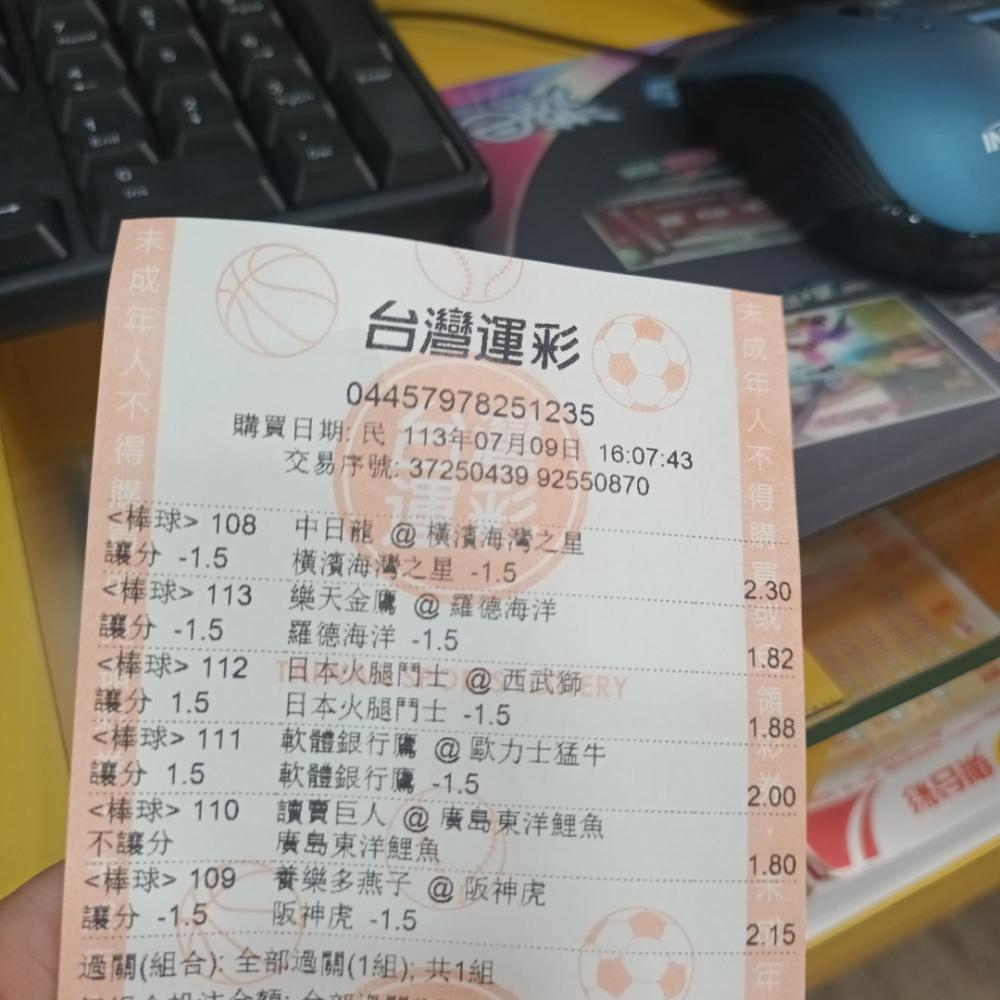 台灣運彩
04457978251235
購買日期: 民 113年07月09日 16:07:43
交易序號: 37250439 92550870
<棒球> 108 中日龍 @ 橫濱海灣之星
讓分 -1.5 橫濱海灣之星 -1.5 2.30
<棒球> 113 樂天金鷹 @ 羅德海洋
讓分 -1.5 羅德海洋 -1.5 1.82
<棒球> 112 日本火腿鬥士 @ 西武獅
讓分 1.5 日本火腿鬥士 -1.5 1.88
<棒球> 111 軟體銀行鷹 @ 歐力士猛牛
讓分 1.5 軟體銀行鷹 -1.5 2.00
<棒球> 110 讀賣巨人 @ 廣島東洋鯉魚
不讓分 廣島東洋鯉魚 1.80
<棒球> 109 養樂多燕子 @ 阪神虎
讓分 -1.5 阪神虎 -1.5 2.15
過關(組合): 全部過關(1組); 共1組
未成年人不得購
未成年人不得購買或領彩券